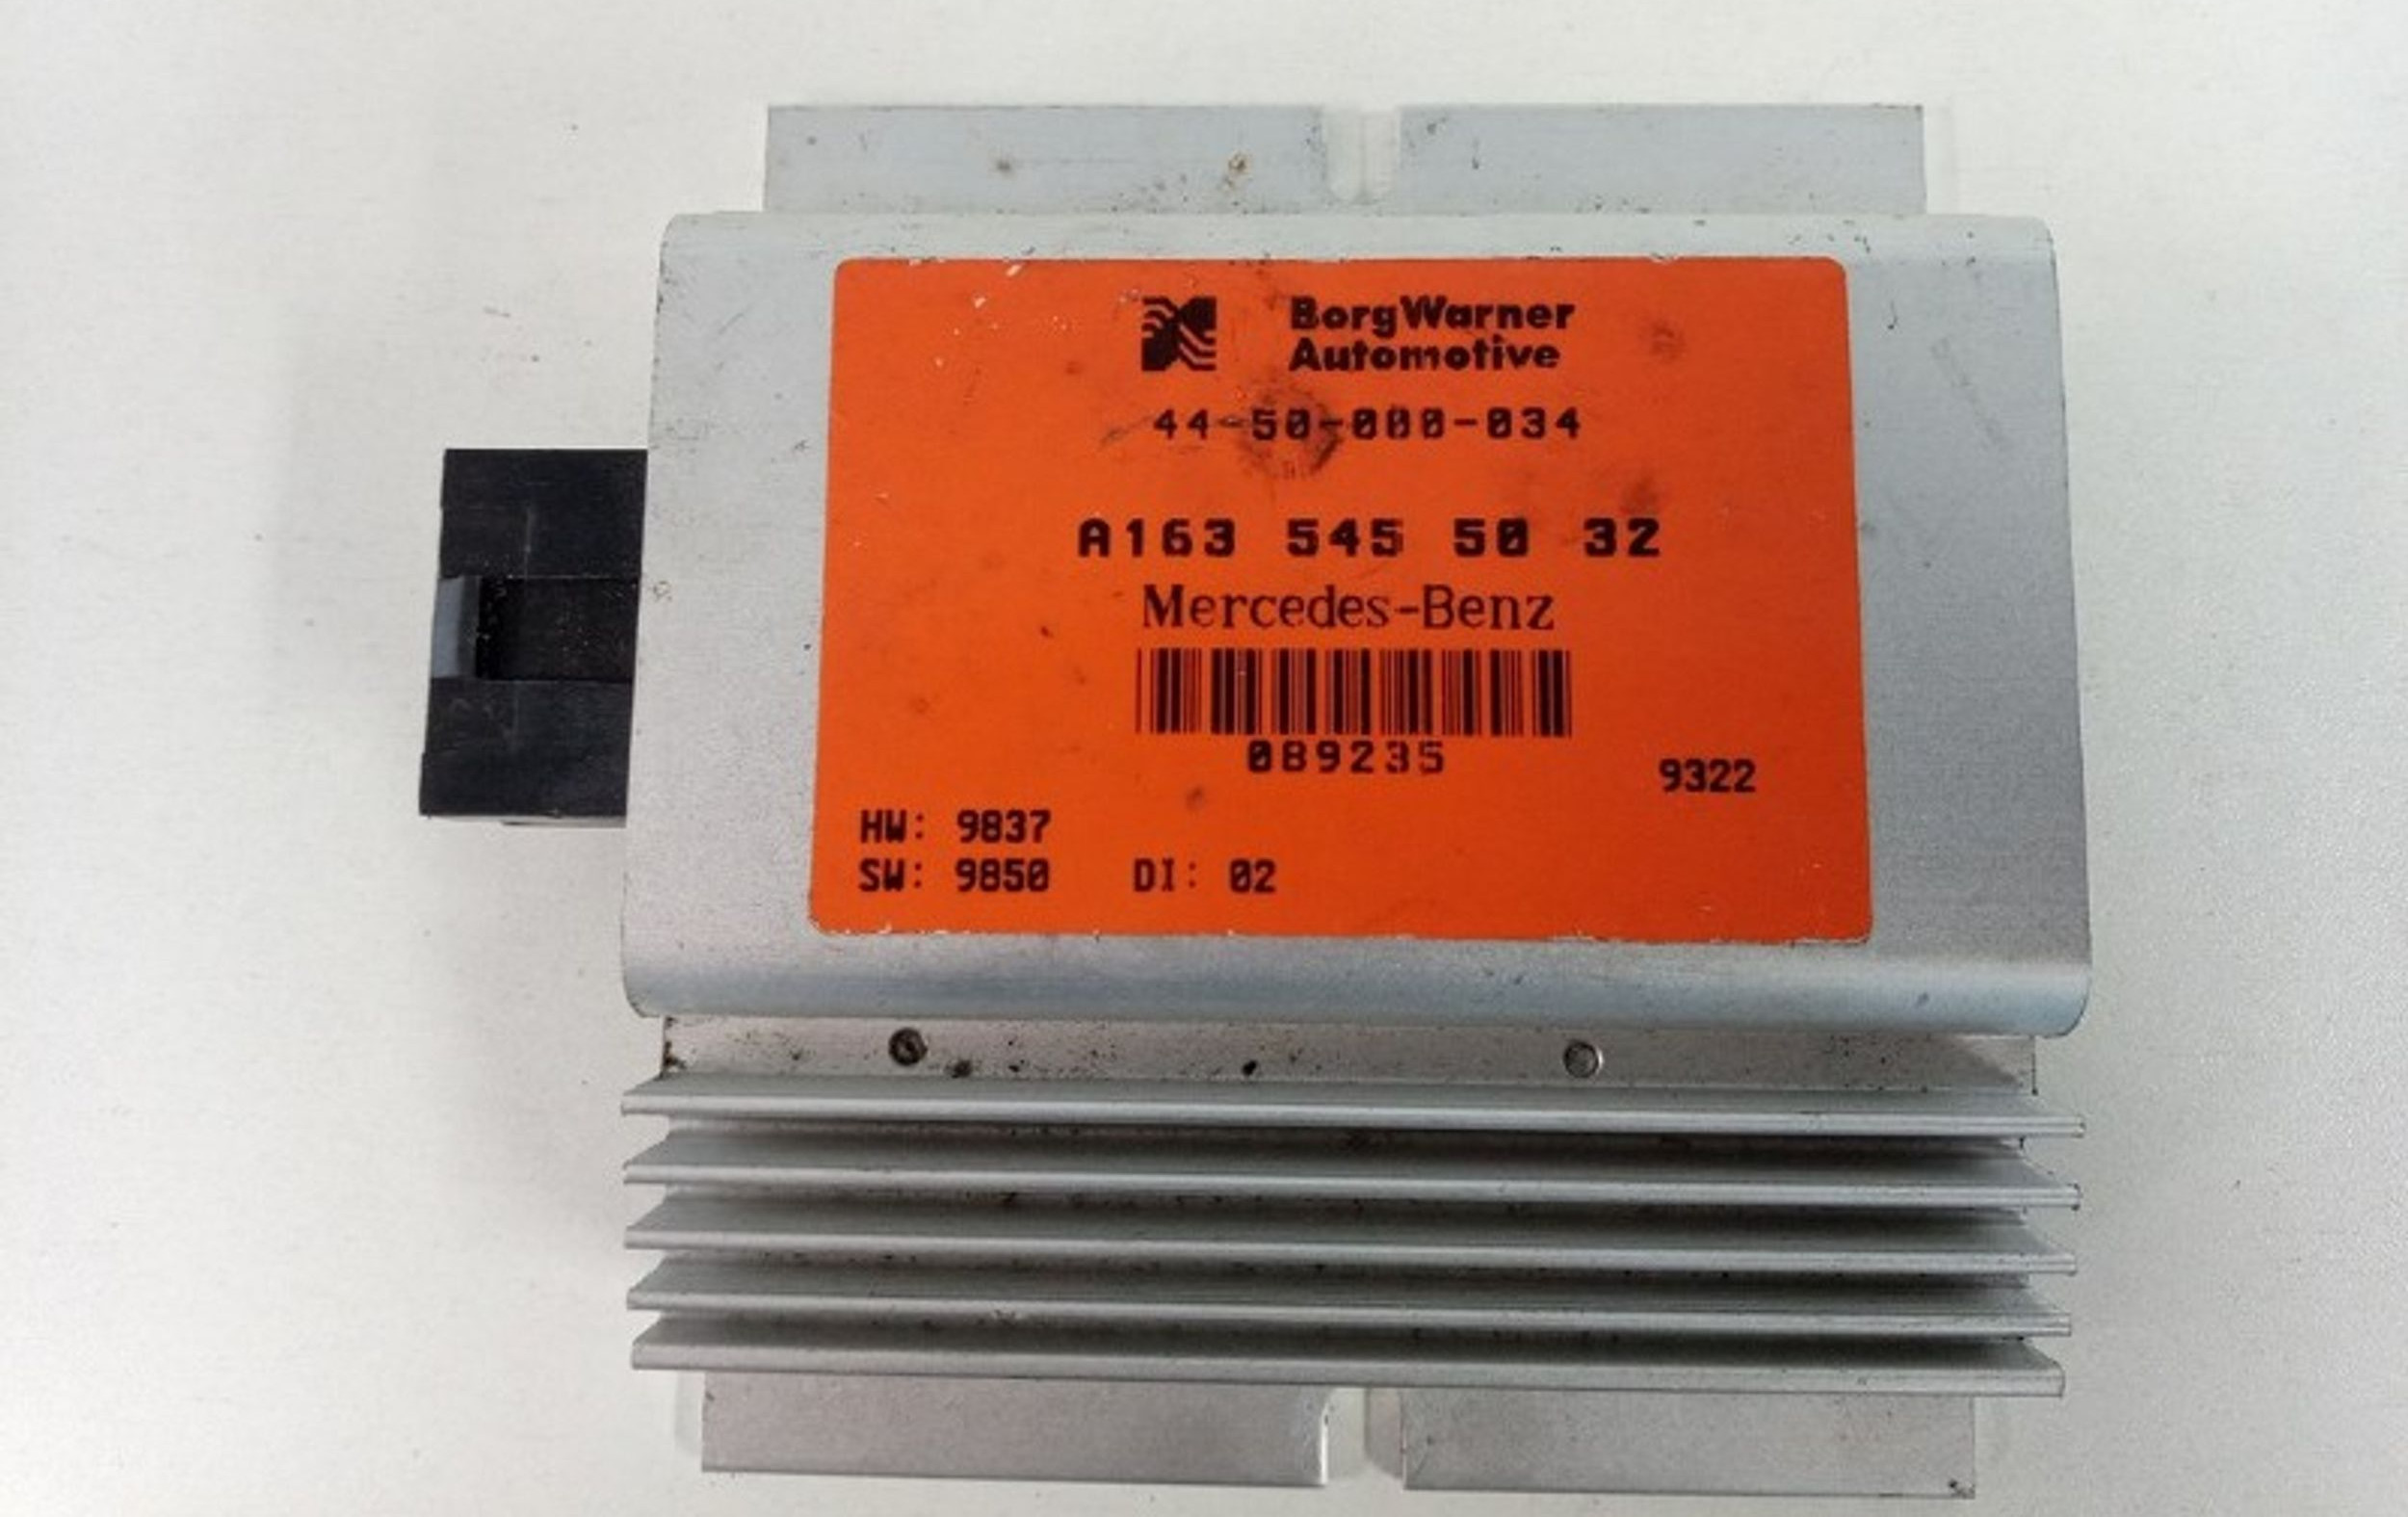 BorgWarner
Automotive
44-50-000-034
A163 545 50 32
Mercedes-Benz
089235
9322
HW: 9837
SW: 9850 DI: 02